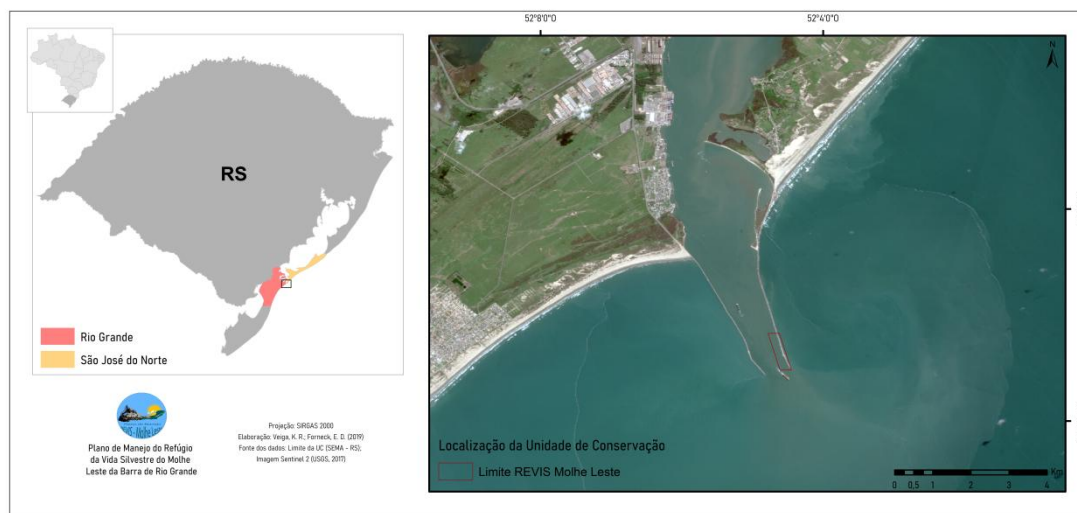 52°8'0"O
52°4'0"O
RS
Rio Grande
São José do Norte
Plano de Manejo do Refúgio
da Vida Silvestre do Molhe
Leste da Barra de Rio Grande
Projeção: SIRGAS 2000
Elaboração: Veiga, K. R.; Forneck, E. D. (2019)
Fonte dos dados: Limite da UC (SEMA - RS);
Imagem Sentinel 2 (USGS, 2017)
N
Localização da Unidade de Conservação
Limite REVIS Molhe Leste
Km
0 0,5 1 2 3 4